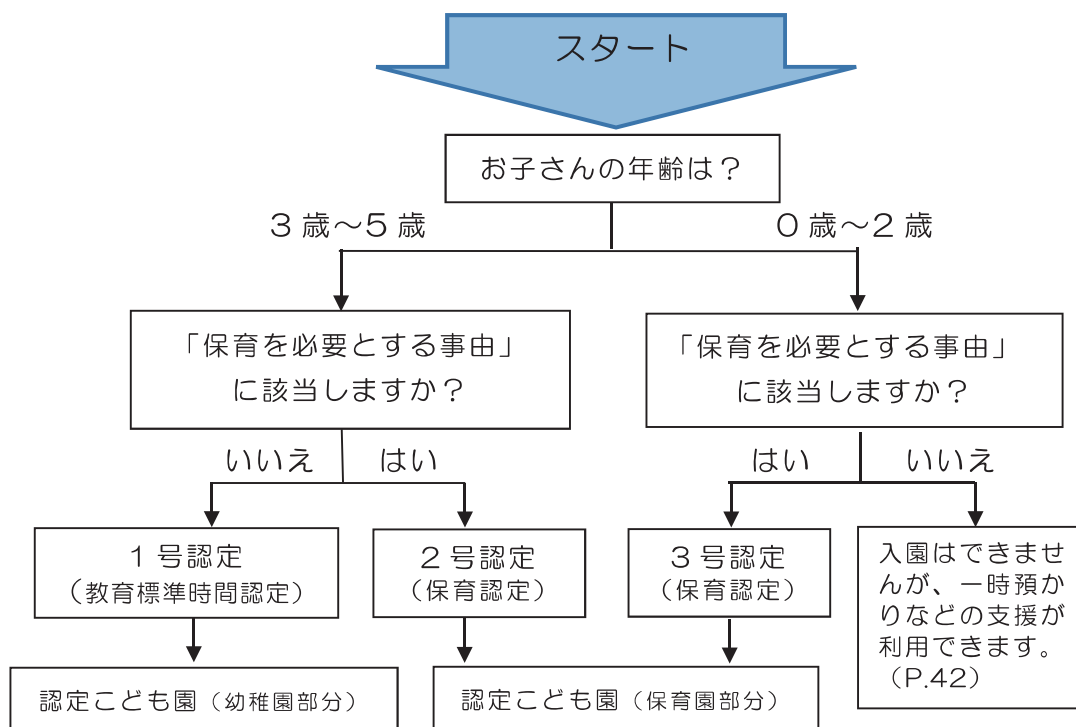 スタート
お子さんの年齢は？
3歳～5歳
0歳～2歳
「保育を必要とする事由」
に該当しますか？
「保育を必要とする事由」
に該当しますか？
いいえ
はい
はい
いいえ
1号認定
（教育標準時間認定）
2号認定
（保育認定）
3号認定
（保育認定）
入園はできませ
んが、一時預か
りなどの支援が
利用できます。
（P.42）
認定こども園（幼稚園部分）
認定こども園（保育園部分）